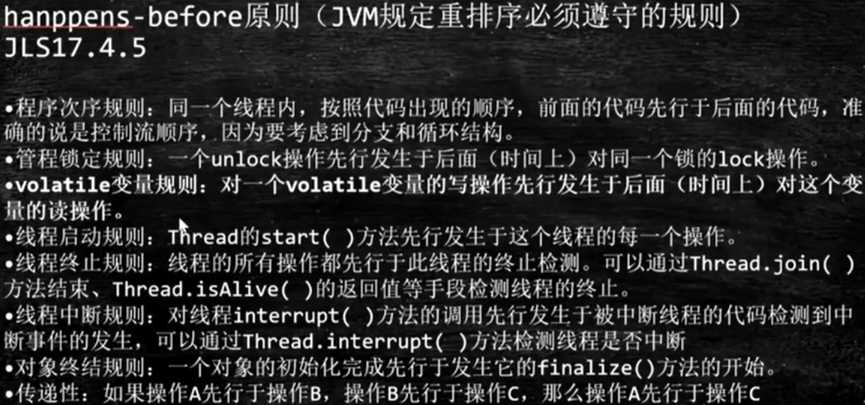 hanppens-before原则（JVM规定重排序必须遵守的规则）
JLS17.4.5
•程序次序规则：同一个线程内，按照代码出现的顺序，前面的代码先行于后面的代码，准
确的说是控制流顺序，因为要考虑到分支和循环结构。
•管程锁定规则：一个unlock操作先行发生于后面（时间上）对同一个锁的lock操作。
•volatile变量规则：对一个volatile变量的写操作先行发生于后面（时间上）对这个变
量的读操作。
•线程启动规则：Thread的start( )方法先行发生于这个线程的每一个操作。
•线程终止规则：线程的所有操作都先行于此线程的终止检测。可以通过Thread.join( )
方法结束、Thread.isAlive( )的返回值等手段检测线程的终止。
•线程中断规则：对线程interrupt( )方法的调用先行发生于被中断线程的代码检测到中
断事件的发生，可以通过Thread.interrupt( )方法检测线程是否中断
•对象终结规则：一个对象的初始化完成先行于发生它的finalize()方法的开始。
•传递性：如果操作A先行于操作B，操作B先行于操作C，那么操作A先行于操作C